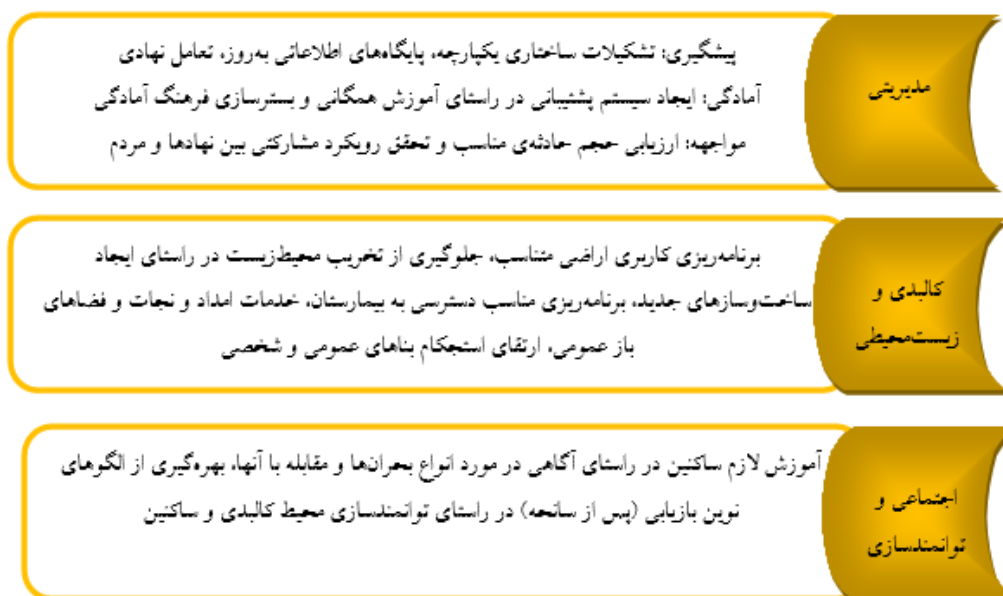 مدیریتی
پیشگیری: تشکیلات ساختاری یکپارچه، پایگاه‌های اطلاعاتی به‌روز، تعامل نهادی
آمادگی: ایجاد سیستم پشتیبانی در راستای آموزش همگانی و بسترسازی فرهنگ آمادگی
مواجهه: ارزیابی حجم حادثه‌ی مناسب و تحقق رویکرد مشارکتی بین نهادها و مردم
کالبدی و
زیست‌محیطی
برنامه‌ریزی کاربری اراضی متناسب، جلوگیری از تخریب محیط‌زیست در راستای ایجاد
ساخت‌وسازهای جدید، برنامه‌ریزی مناسب دسترسی به بیمارستان، خدمات امداد و نجات و فضاهای
باز عمومی، ارتقای استحکام بناهای عمومی و شخصی
اجتماعی و
توانمندسازی
آموزش لازم ساکنین در راستای آگاهی در مورد انواع بحران‌ها و مقابله با آنها، بهره‌گیری از الگوهای
نوین بازیابی (پس از سانحه) در راستای توانمندسازی محیط کالبدی و ساکنین